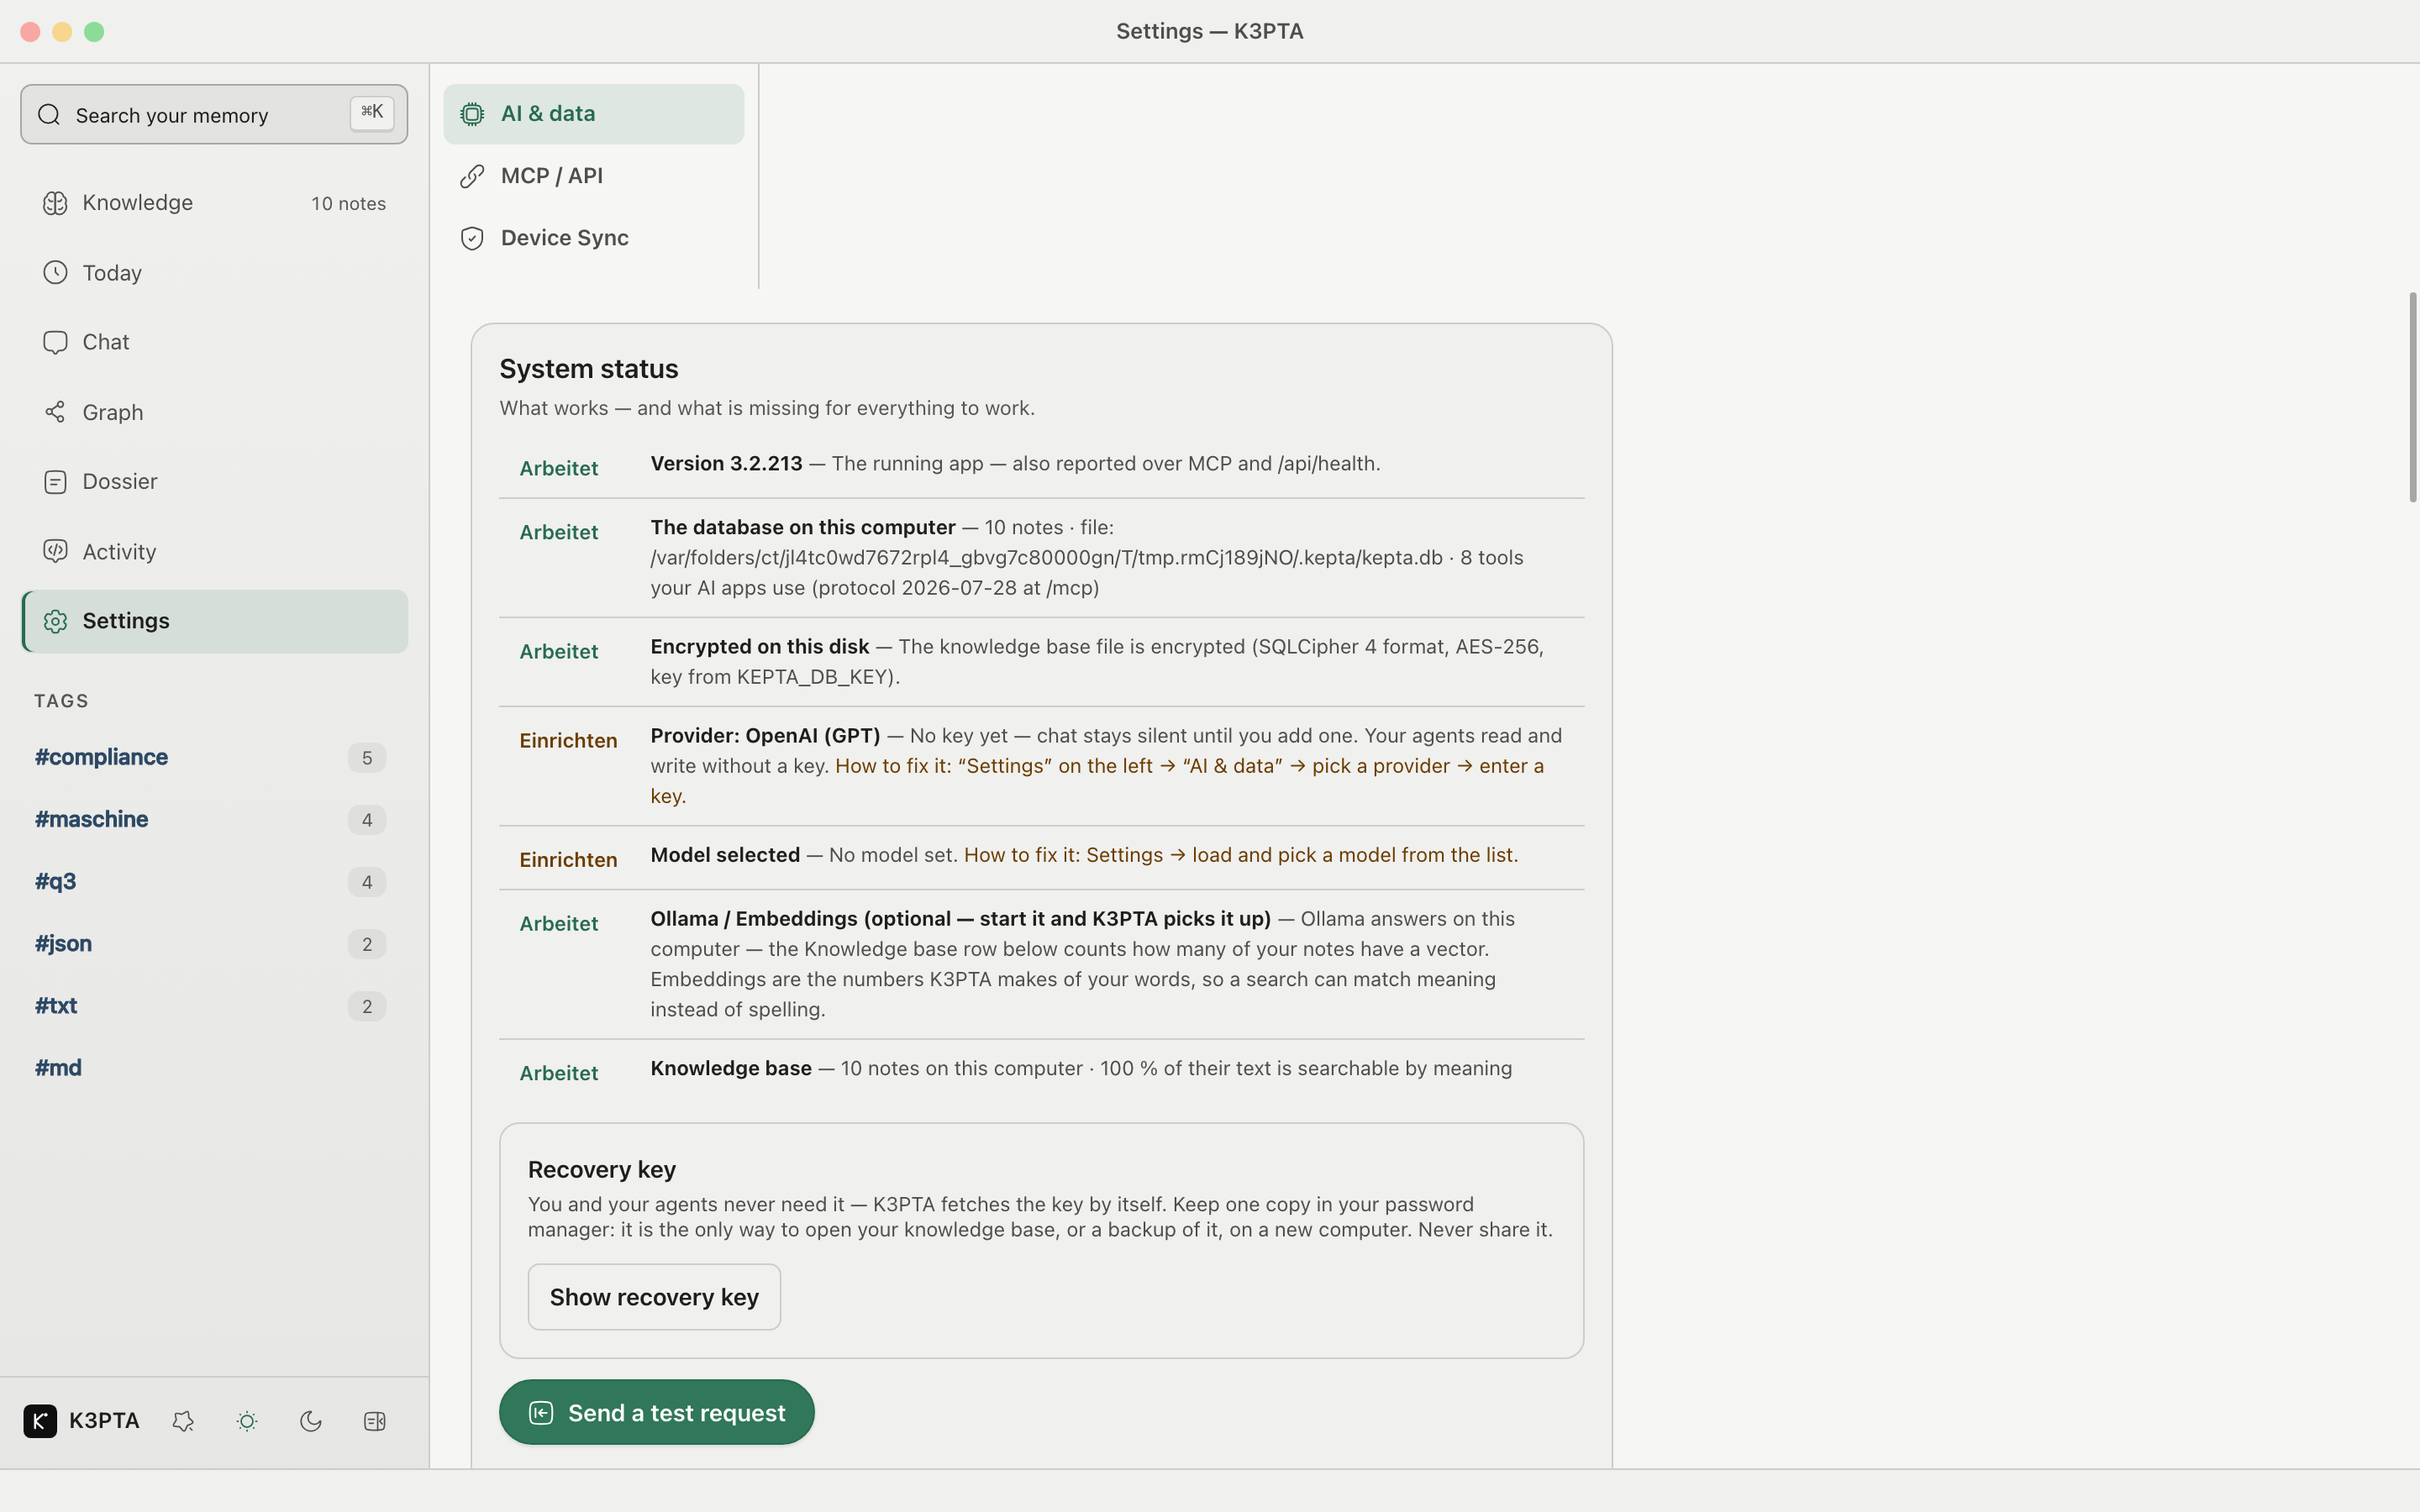 Settings — K3PTA
Search your memory
⌘K
Knowledge
10 notes
Today
Chat
Graph
Dossier
Activity
Settings
TAGS
#compliance
5
#maschine
4
#q3
4
#json
2
#txt
2
#md
K3PTA
AI & data
MCP / API
Device Sync
System status
What works — and what is missing for everything to work.
Arbeitet
Version 3.2.213 — The running app — also reported over MCP and /api/health.
Arbeitet
The database on this computer — 10 notes · file:
/var/folders/ct/jl4tc0wd7672rpl4_gbvg7c80000gn/T/tmp.rmCj189jNO/.kepta/kepta.db · 8 tools
your AI apps use (protocol 2026-07-28 at /mcp)
Arbeitet
Encrypted on this disk — The knowledge base file is encrypted (SQLCipher 4 format, AES-256,
key from KEPTA_DB_KEY).
Einrichten
Provider: OpenAI (GPT) — No key yet — chat stays silent until you add one. Your agents read and
write without a key. How to fix it: “Settings” on the left → “AI & data” → pick a provider → enter a
key.
Einrichten
Model selected — No model set. How to fix it: Settings → load and pick a model from the list.
Arbeitet
Ollama / Embeddings (optional — start it and K3PTA picks it up) — Ollama answers on this
computer — the Knowledge base row below counts how many of your notes have a vector.
Embeddings are the numbers K3PTA makes of your words, so a search can match meaning
instead of spelling.
Arbeitet
Knowledge base — 10 notes on this computer · 100 % of their text is searchable by meaning
Recovery key
You and your agents never need it — K3PTA fetches the key by itself. Keep one copy in your password
manager: it is the only way to open your knowledge base, or a backup of it, on a new computer. Never share it.
Show recovery key
Send a test request